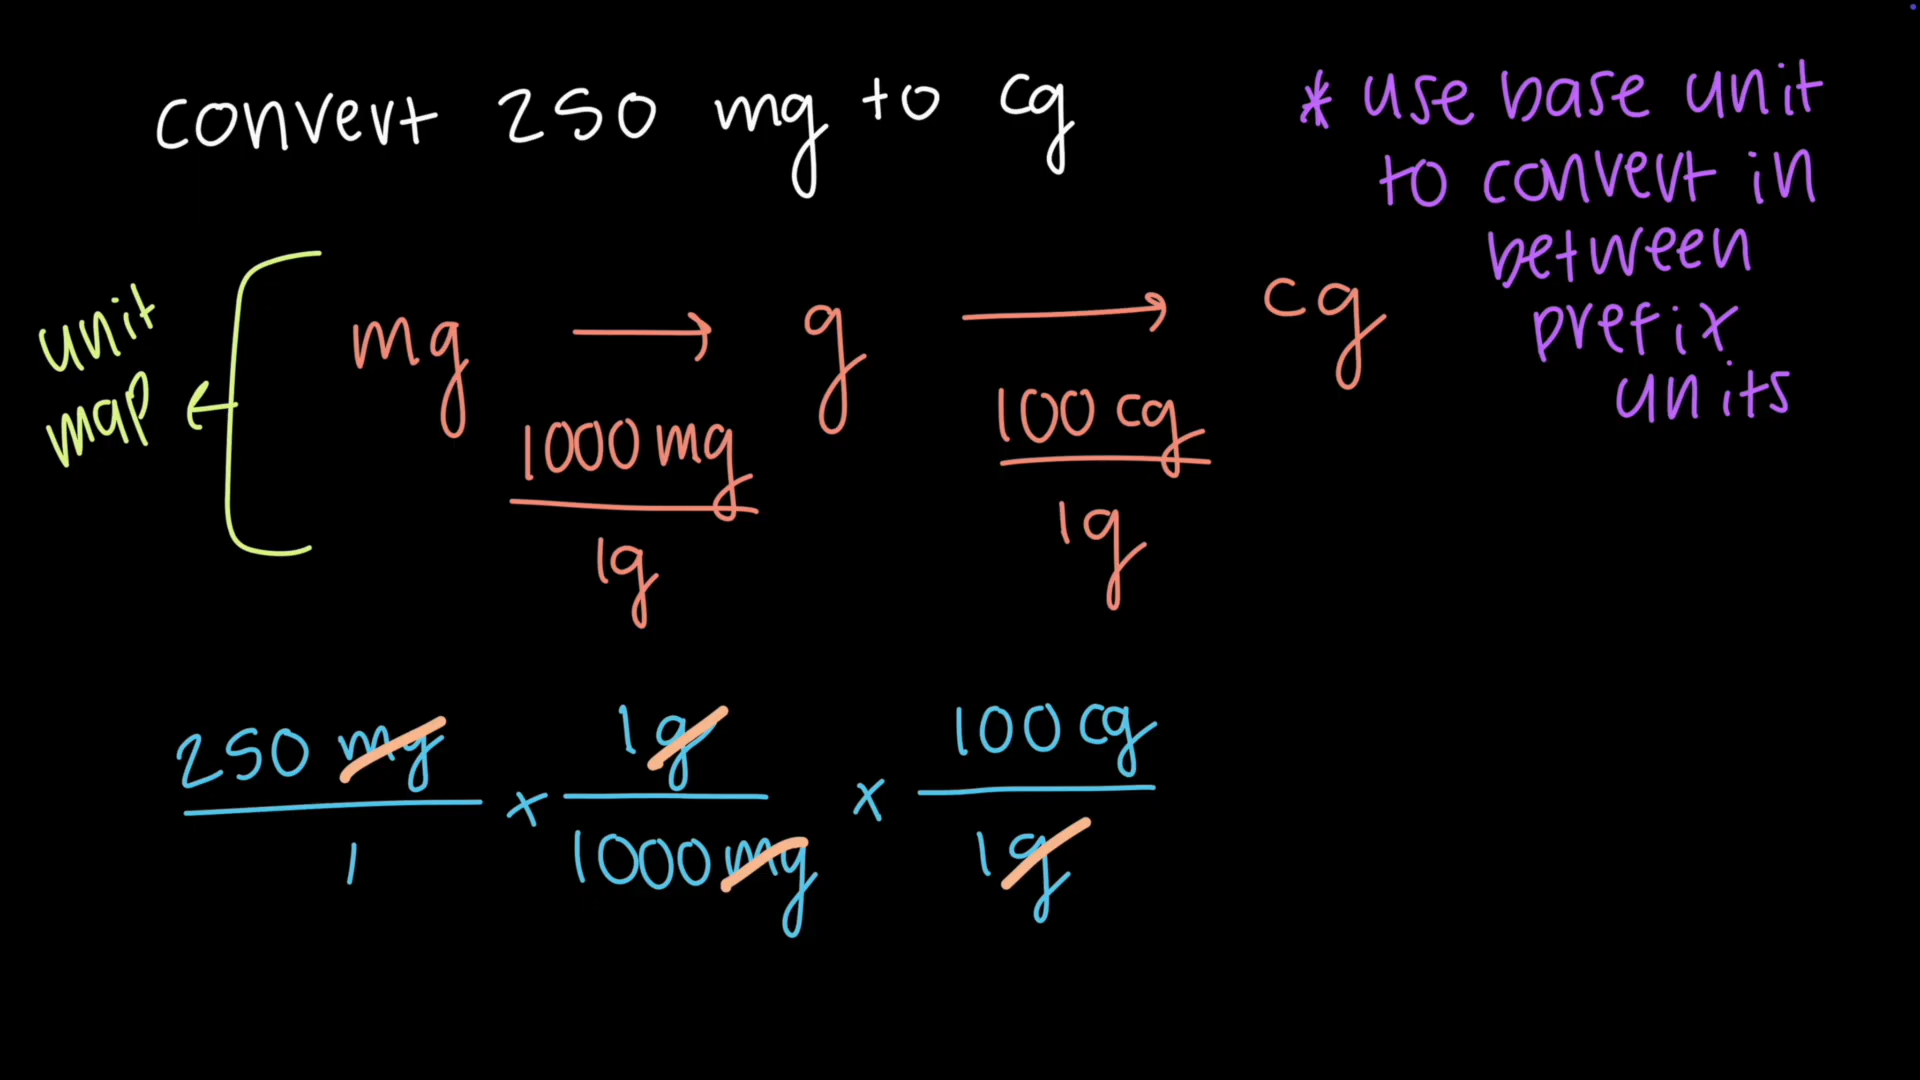 convert 250 mg to cg
* use base unit
to convert in
between
prefix
units
unit
map
mg → g → cg
1000 mg
1g
100 cg
1g
250 mg × 1g × 100 cg
1 1000 mg 1g